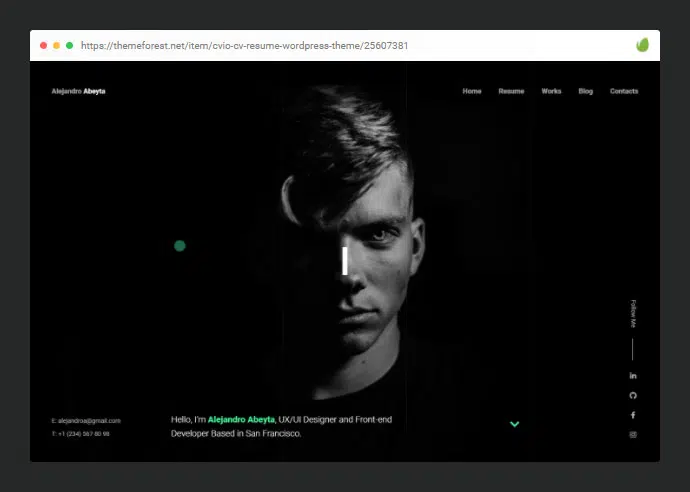 https://themeforest.net/item/cvio-cv-resume-wordpress-theme/25607381
Alejandro Abeyta
Home Resume Works Blog Contacts
Follow Me
E: alejandroa@gmail.com
T: +1 (234) 567 80 98
Hello, I'm Alejandro Abeyta, UX/UI Designer and Front-end
Developer Based in San Francisco.